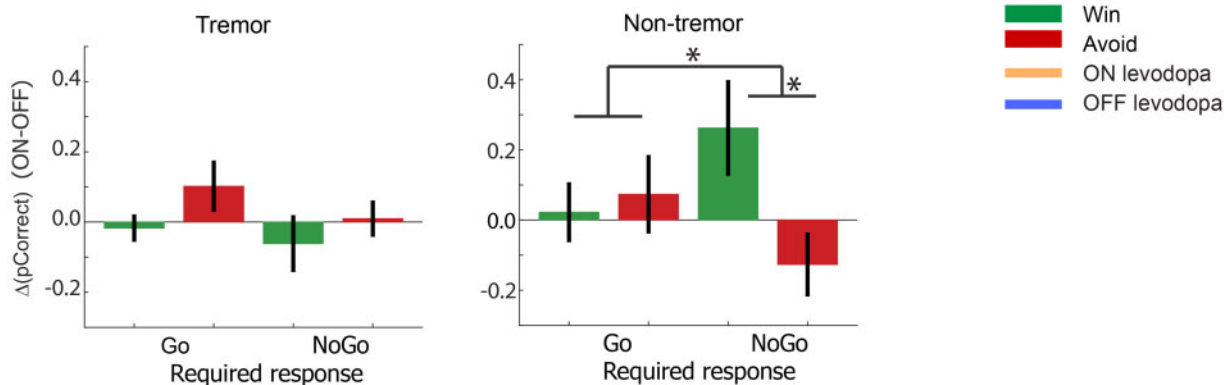 Tremor
Δ(pCorrect) (ON-OFF)
0.4
0.2
0.0
-0.2
Go NoGo
Required response
Non-tremor
* 
*
0.4
0.2
0.0
-0.2
Go NoGo
Required response
Win
Avoid
ON levodopa
OFF levodopa